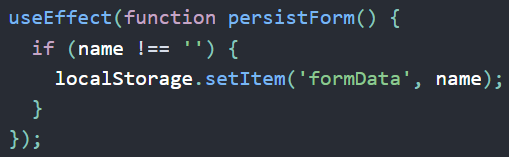 useEffect(function persistForm() {
  if (name !== '') {
    localStorage.setItem('formData', name);
  }
});